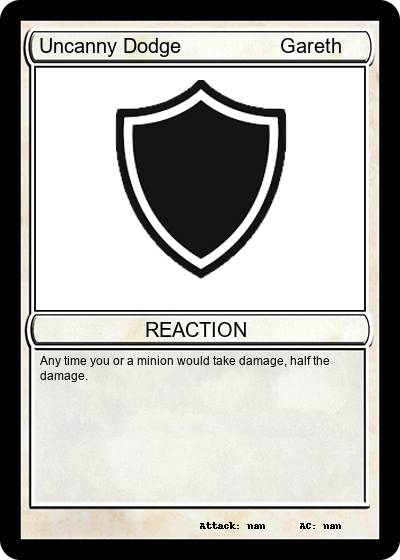 Uncanny Dodge Gareth
REACTION
Any time you or a minion would take damage, half the
damage.
Attack: nan AC: nan